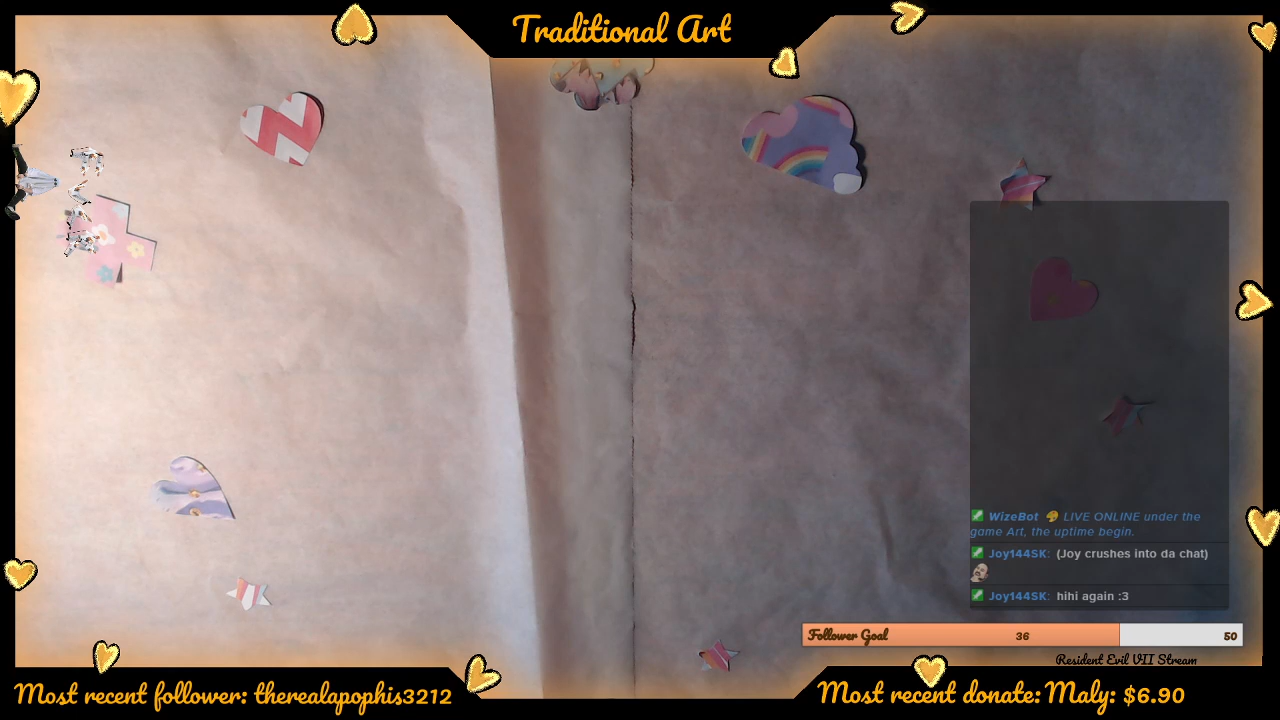 Traditional Art
WizeBot 🎨 LIVE ONLINE under the
game Art, the uptime begin.
Joy144SK: (Joy crushes into da chat)
Joy144SK: hihi again :3
Follower Goal 36 50
Resident Evil VII Stream
Most recent follower: therealapophis3212
Most recent donate: Maly: $6.90